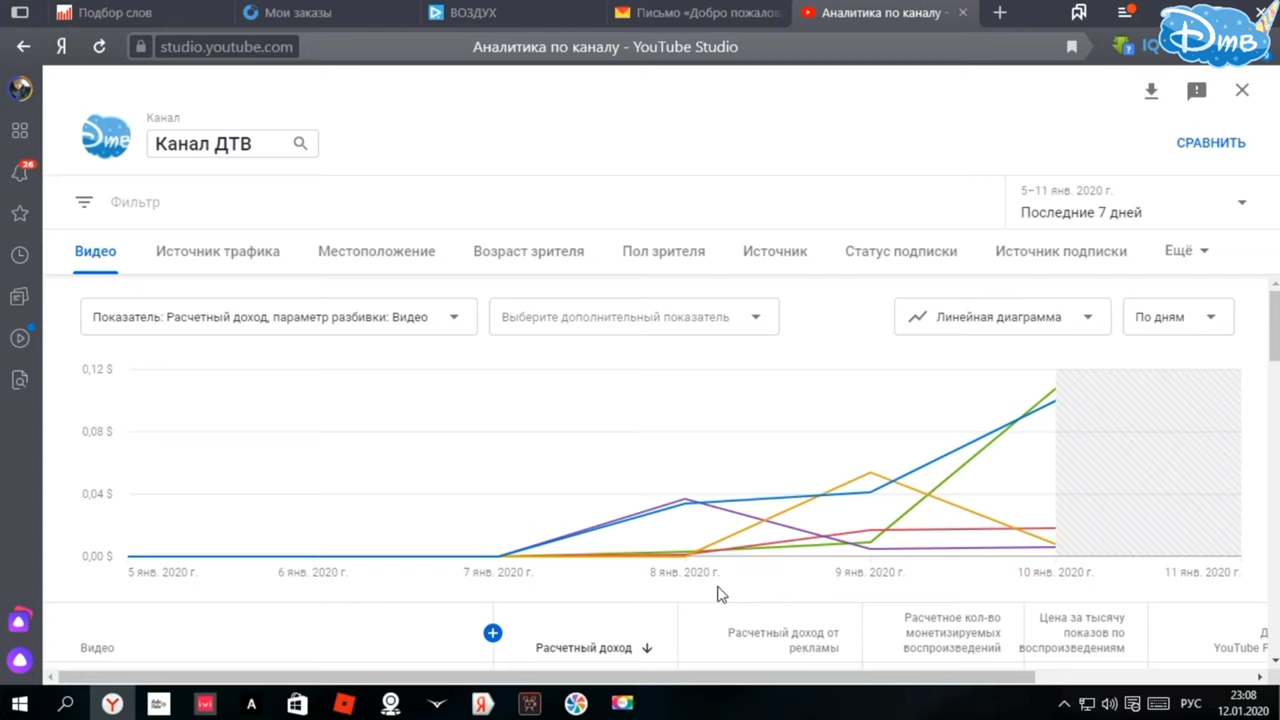 Подбор слов
Мои заказы
ВОЗДУХ
Письмо «Добро пожалов
Аналитика по каналу -
studio.youtube.com
Аналитика по каналу - YouTube Studio
IQ
Дтв
26
Дтв
Канал
Канал ДТВ
СРАВНИТЬ
Фильтр
5–11 янв. 2020 г.
Последние 7 дней
Видео
Источник трафика
Местоположение
Возраст зрителя
Пол зрителя
Источник
Статус подписки
Источник подписки
Ещё
Показатель: Расчетный доход, параметр разбивки: Видео
Выберите дополнительный показатель
Линейная диаграмма
По дням
0,12 $
0,08 $
0,04 $
0,00 $
5 янв. 2020 г.
6 янв. 2020 г.
7 янв. 2020 г.
8 янв. 2020 г.
9 янв. 2020 г.
10 янв. 2020 г.
11 янв. 2020 г.
Видео
Расчетный доход
Расчетный доход от
рекламы
Расчетное кол-во
монетизируемых
воспроизведений
Цена за тысячу
показов по
воспроизведениям
Д
YouTube P
РУС
23:08
12.01.2020